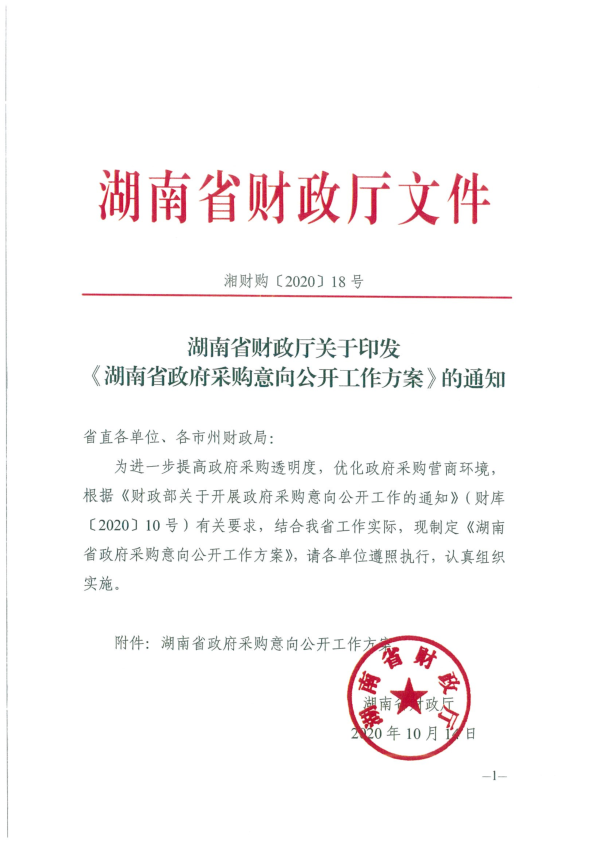 湖南省财政厅文件
湘财购〔2020〕18 号
湖南省财政厅关于印发
《湖南省政府采购意向公开工作方案》的通知
省直各单位、各市州财政局：
为进一步提高政府采购透明度，优化政府采购营商环境，
根据《财政部关于开展政府采购意向公开工作的通知》（财库
〔2020〕10 号）有关要求，结合我省工作实际，现制定《湖南
省政府采购意向公开工作方案》，请各单位遵照执行，认真组织
实施。
附件：湖南省政府采购意向公开工作方案
湖南省财政厅
湖南省财政厅
2020 年 10 月 日
—1—